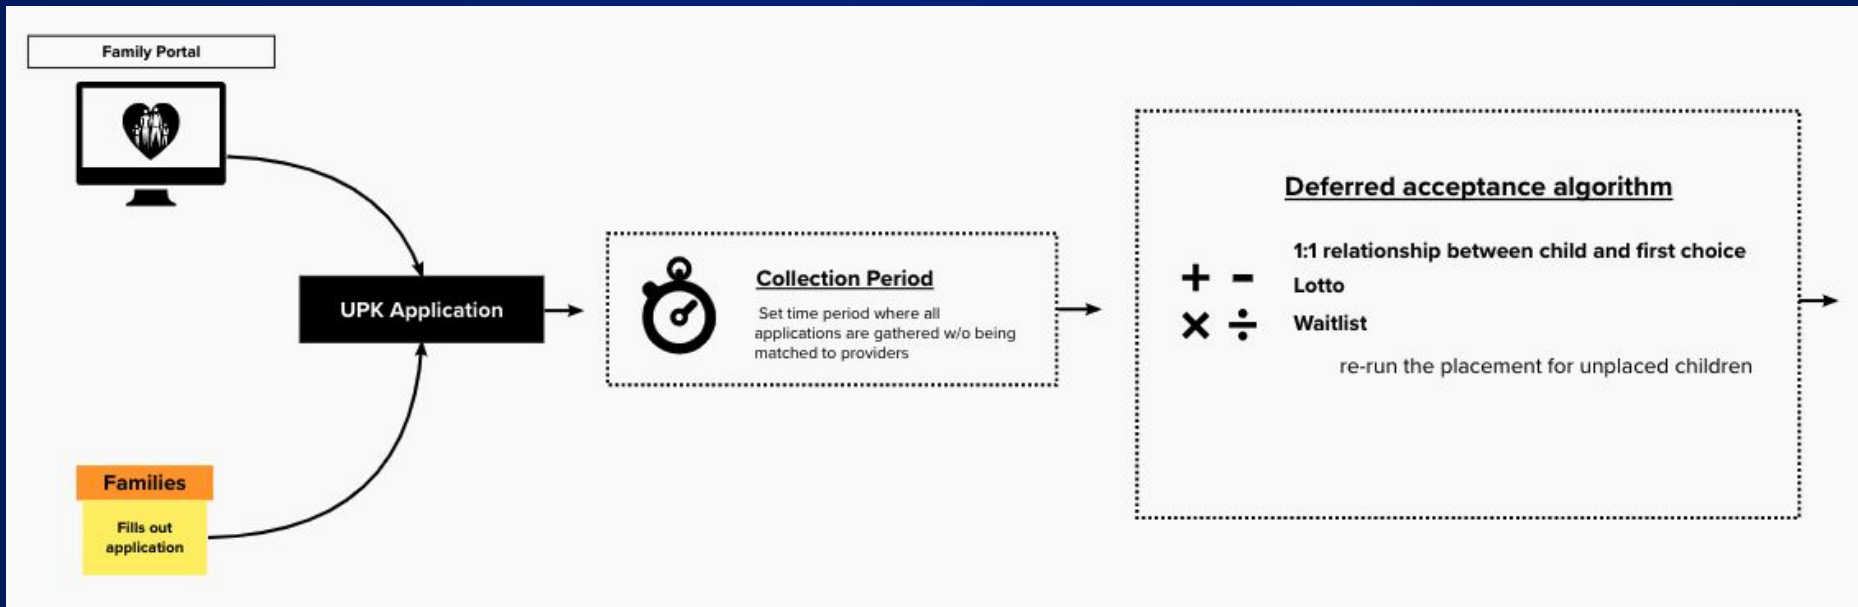 Family Portal
UPK Application
Families
Fills out
application
Collection Period
Set time period where all
applications are gathered w/o being
matched to providers
Deferred acceptance algorithm
1:1 relationship between child and first choice
Lotto
Waitlist
re-run the placement for unplaced children